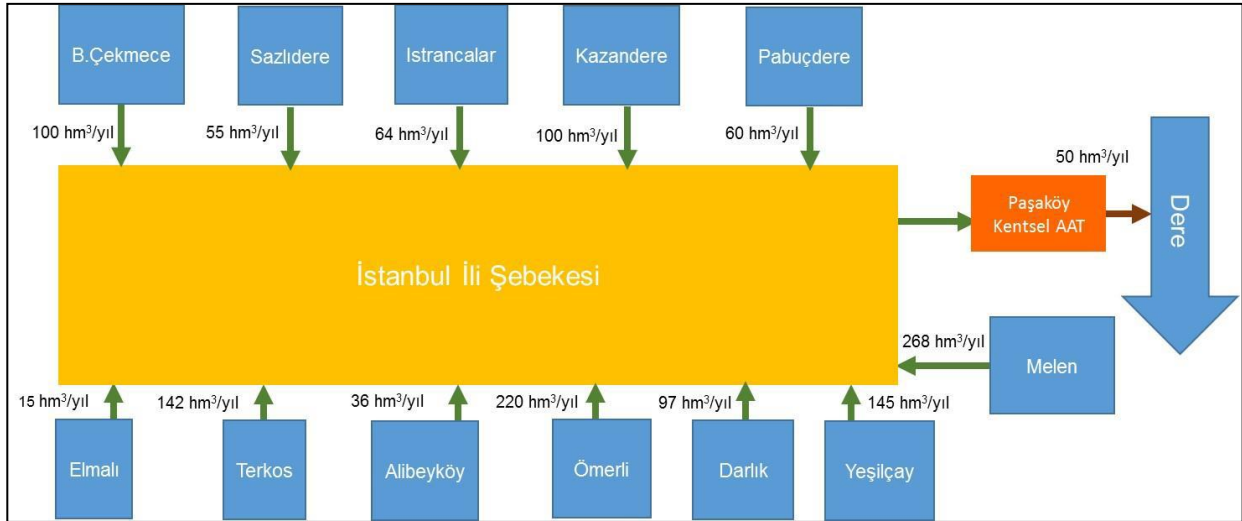 B.Çekmece
Sazlıdere
Istrancalar
Kazandere
Pabuçdere
100 hm³/yıl
55 hm³/yıl
64 hm³/yıl
100 hm³/yıl
60 hm³/yıl
50 hm³/yıl
Paşaköy
Kentsel AAT
Dere
İstanbul İli Şebekesi
268 hm³/yıl
Melen
15 hm³/yıl
142 hm³/yıl
36 hm³/yıl
220 hm³/yıl
97 hm³/yıl
145 hm³/yıl
Elmalı
Terkos
Alibeyköy
Ömerli
Darlık
Yeşilçay